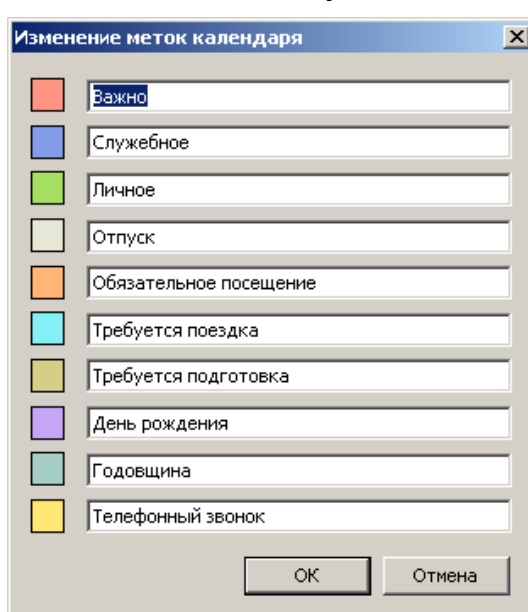 Изменение меток календаря
Важно
Служебное
Личное
Отпуск
Обязательное посещение
Требуется поездка
Требуется подготовка
День рождения
Годовщина
Телефонный звонок
ОК Отмена